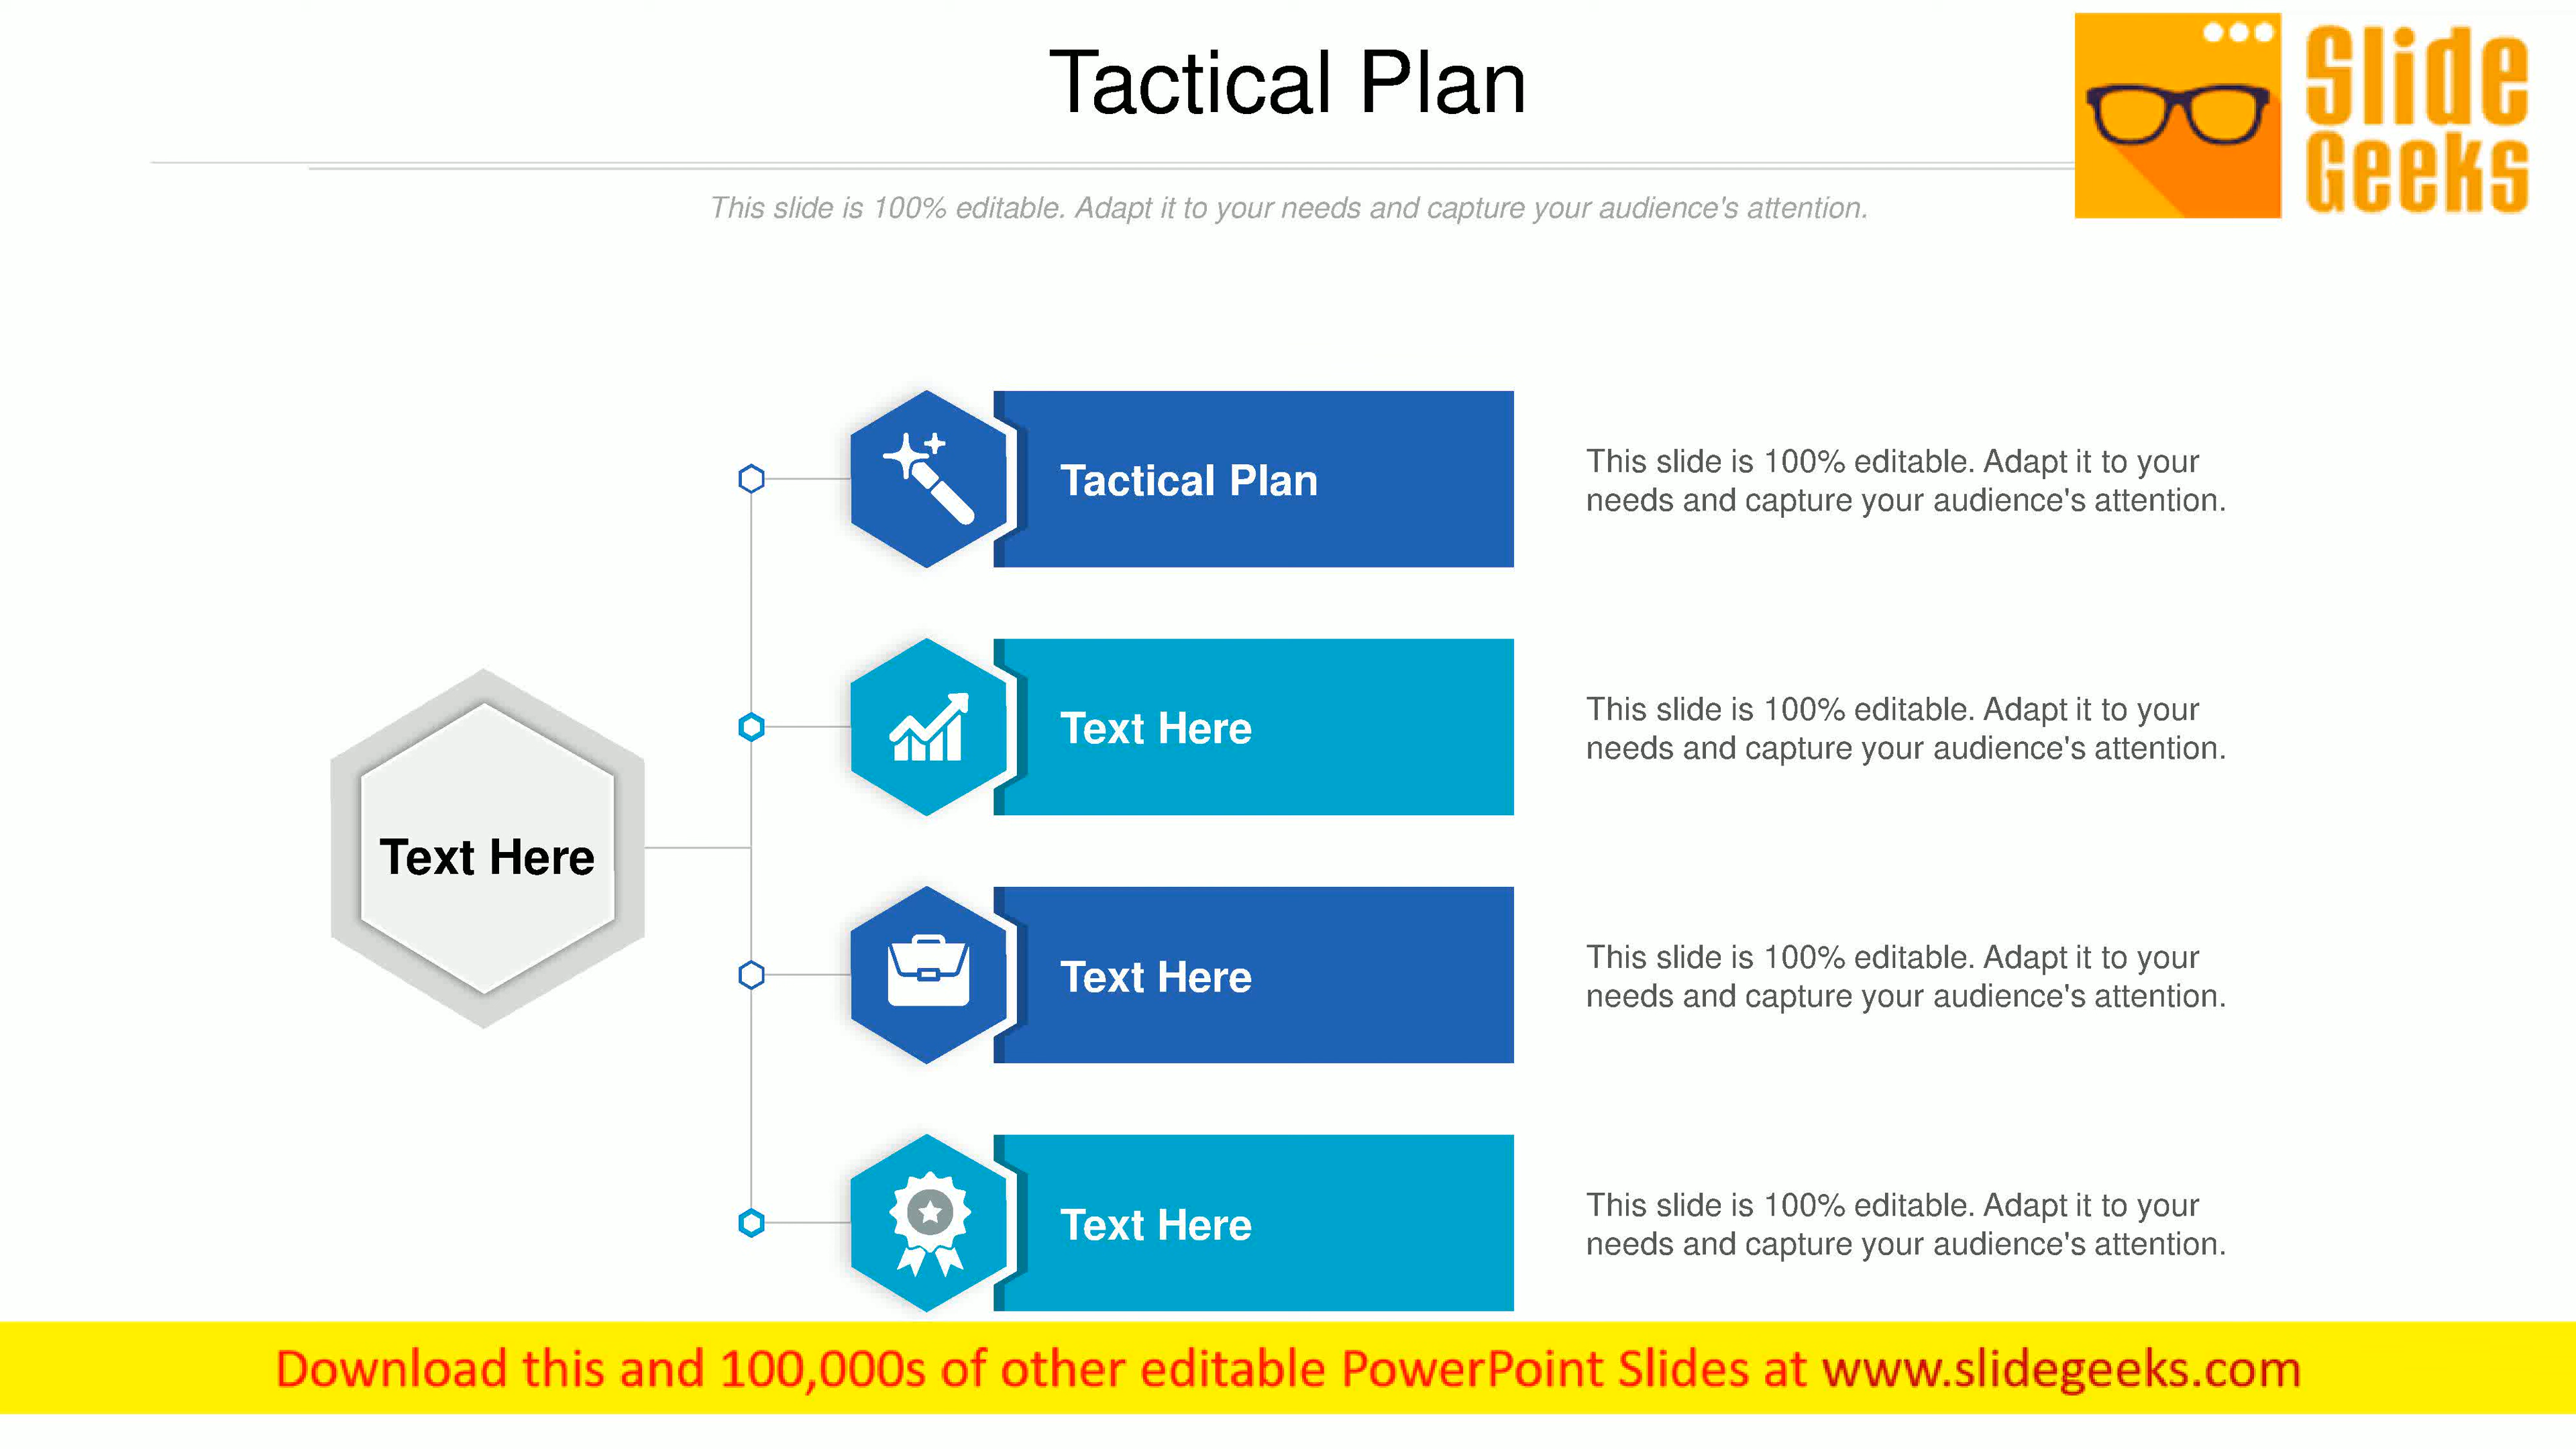 Tactical Plan
Slide
Geeks
This slide is 100% editable. Adapt it to your needs and capture your audience's attention.
Text Here
Tactical Plan
This slide is 100% editable. Adapt it to your
needs and capture your audience's attention.
Text Here
This slide is 100% editable. Adapt it to your
needs and capture your audience's attention.
Text Here
This slide is 100% editable. Adapt it to your
needs and capture your audience's attention.
Text Here
This slide is 100% editable. Adapt it to your
needs and capture your audience's attention.
Download this and 100,000s of other editable PowerPoint Slides at www.slidegeeks.com